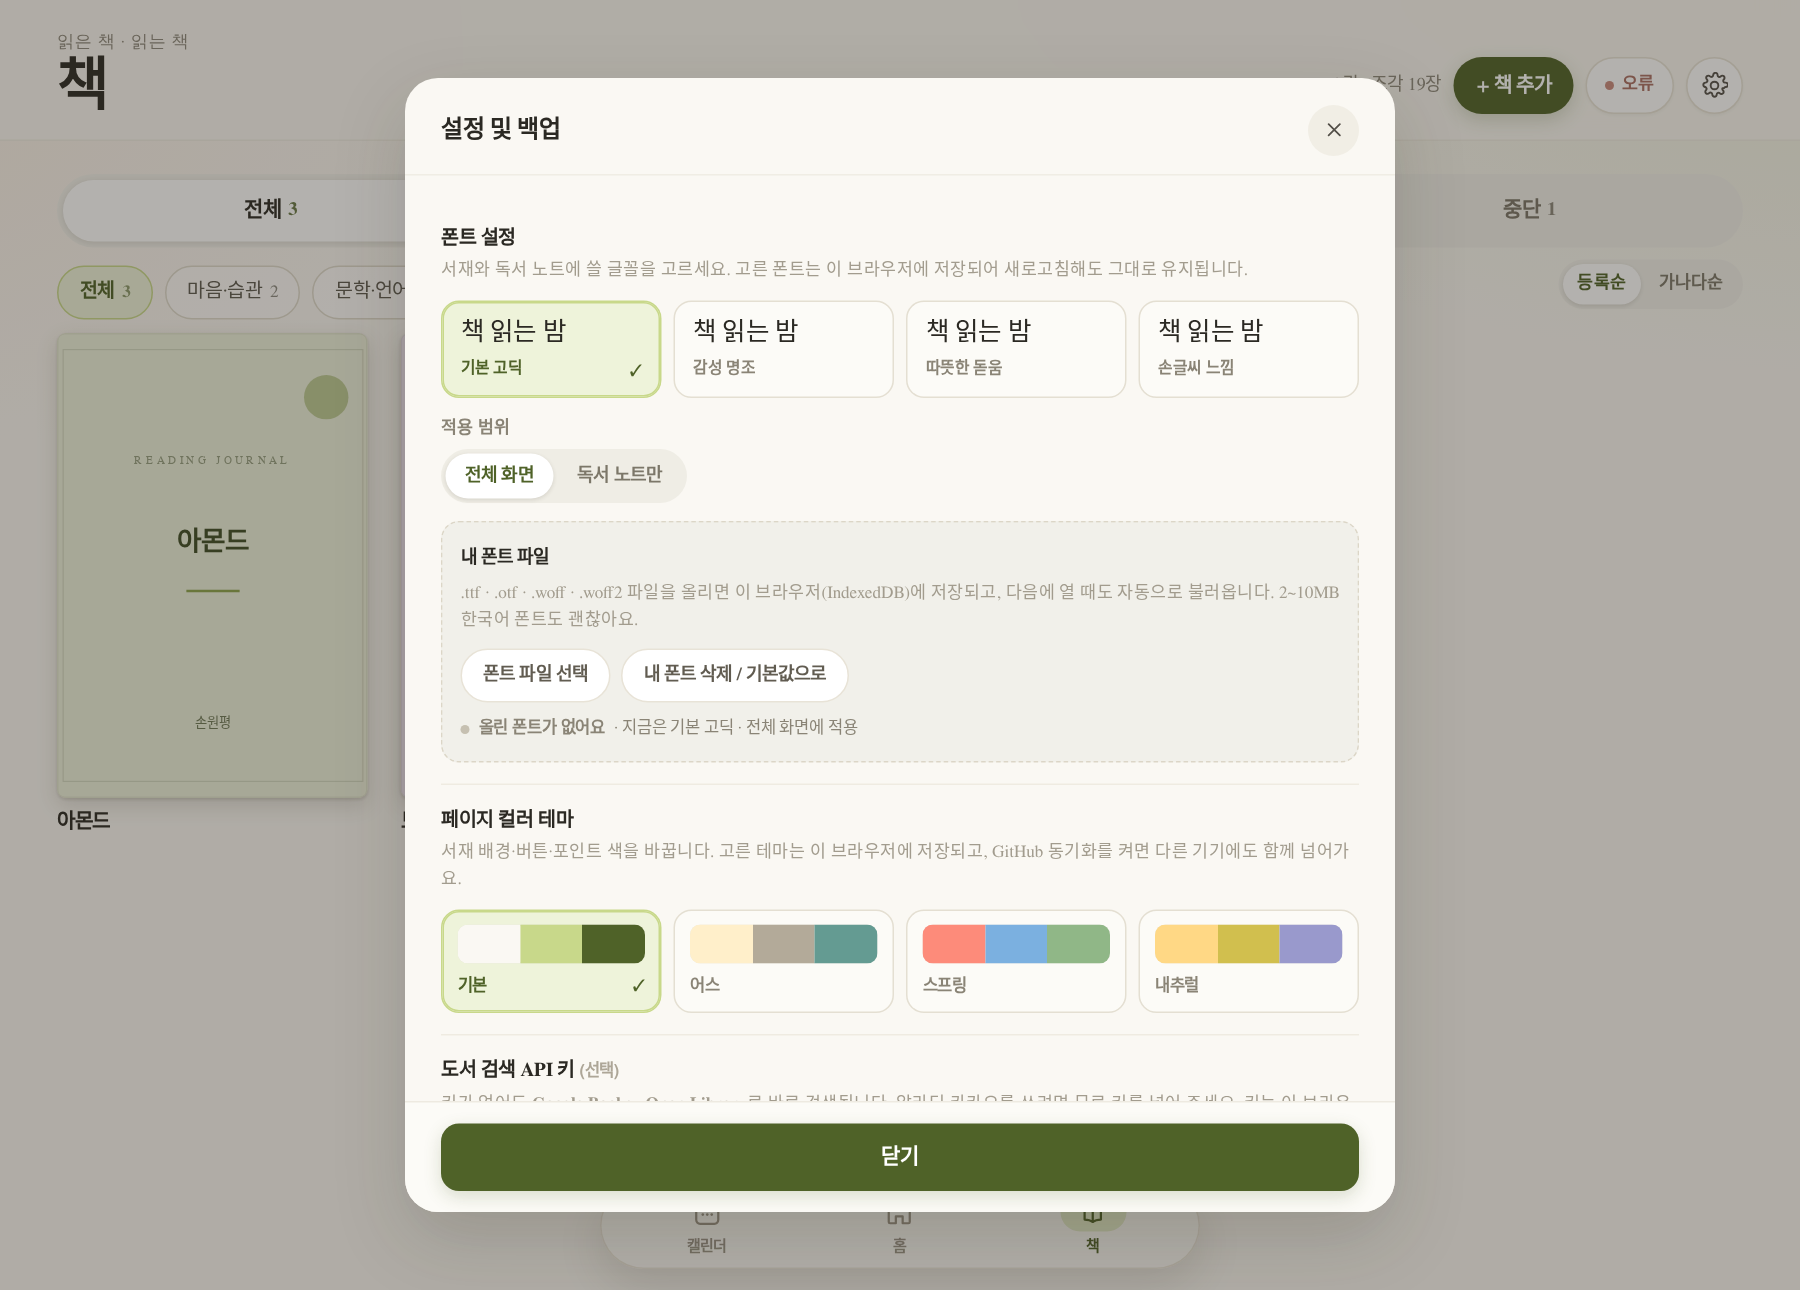 읽은 책 · 읽는 책
책
조각 19장
+ 책 추가
오류
전체 3
중단 1
전체 3
마음·습관 2
문학·언어
등록순
가나다순
READING JOURNAL
아몬드
손원평
아몬드
설정 및 백업
폰트 설정
서재와 독서 노트에 쓸 글꼴을 고르세요. 고른 폰트는 이 브라우저에 저장되어 새로고침해도 그대로 유지됩니다.
책 읽는 밤
기본 고딕 ✓
책 읽는 밤
감성 명조
책 읽는 밤
따뜻한 돋움
책 읽는 밤
손글씨 느낌
적용 범위
전체 화면
독서 노트만
내 폰트 파일
.ttf · .otf · .woff · .woff2 파일을 올리면 이 브라우저(IndexedDB)에 저장되고, 다음에 열 때도 자동으로 불러옵니다. 2~10MB
한국어 폰트도 괜찮아요.
폰트 파일 선택
내 폰트 삭제 / 기본값으로
올린 폰트가 없어요 · 지금은 기본 고딕 · 전체 화면에 적용
페이지 컬러 테마
서재 배경·버튼·포인트 색을 바꿉니다. 고른 테마는 이 브라우저에 저장되고, GitHub 동기화를 켜면 다른 기기에도 함께 넘어가
요.
기본 ✓
어스
스프링
내추럴
도서 검색 API 키 (선택)
닫기
캘린더
홈
책